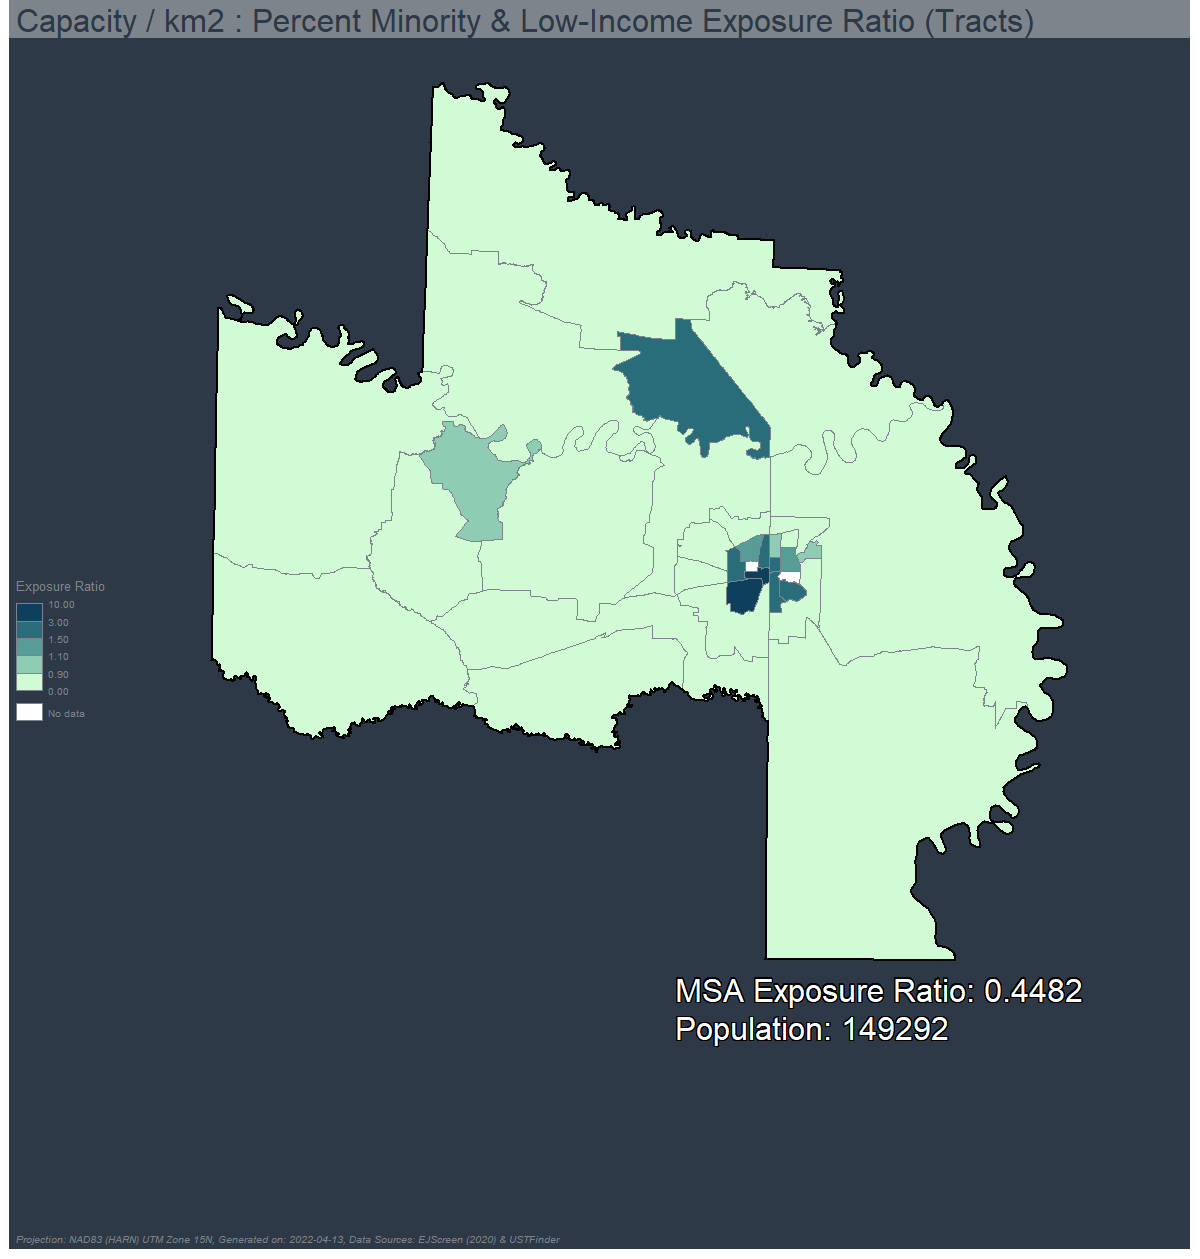 Capacity / km2 : Percent Minority & Low-Income Exposure Ratio (Tracts)
Exposure Ratio
10.00
3.00
1.50
1.10
0.90
0.00
No data
MSA Exposure Ratio: 0.4482
Population: 149292
Projection: NAD83 (HARN) UTM Zone 15N, Generated on: 2022-04-13, Data Sources: EJScreen (2020) & USTFinder